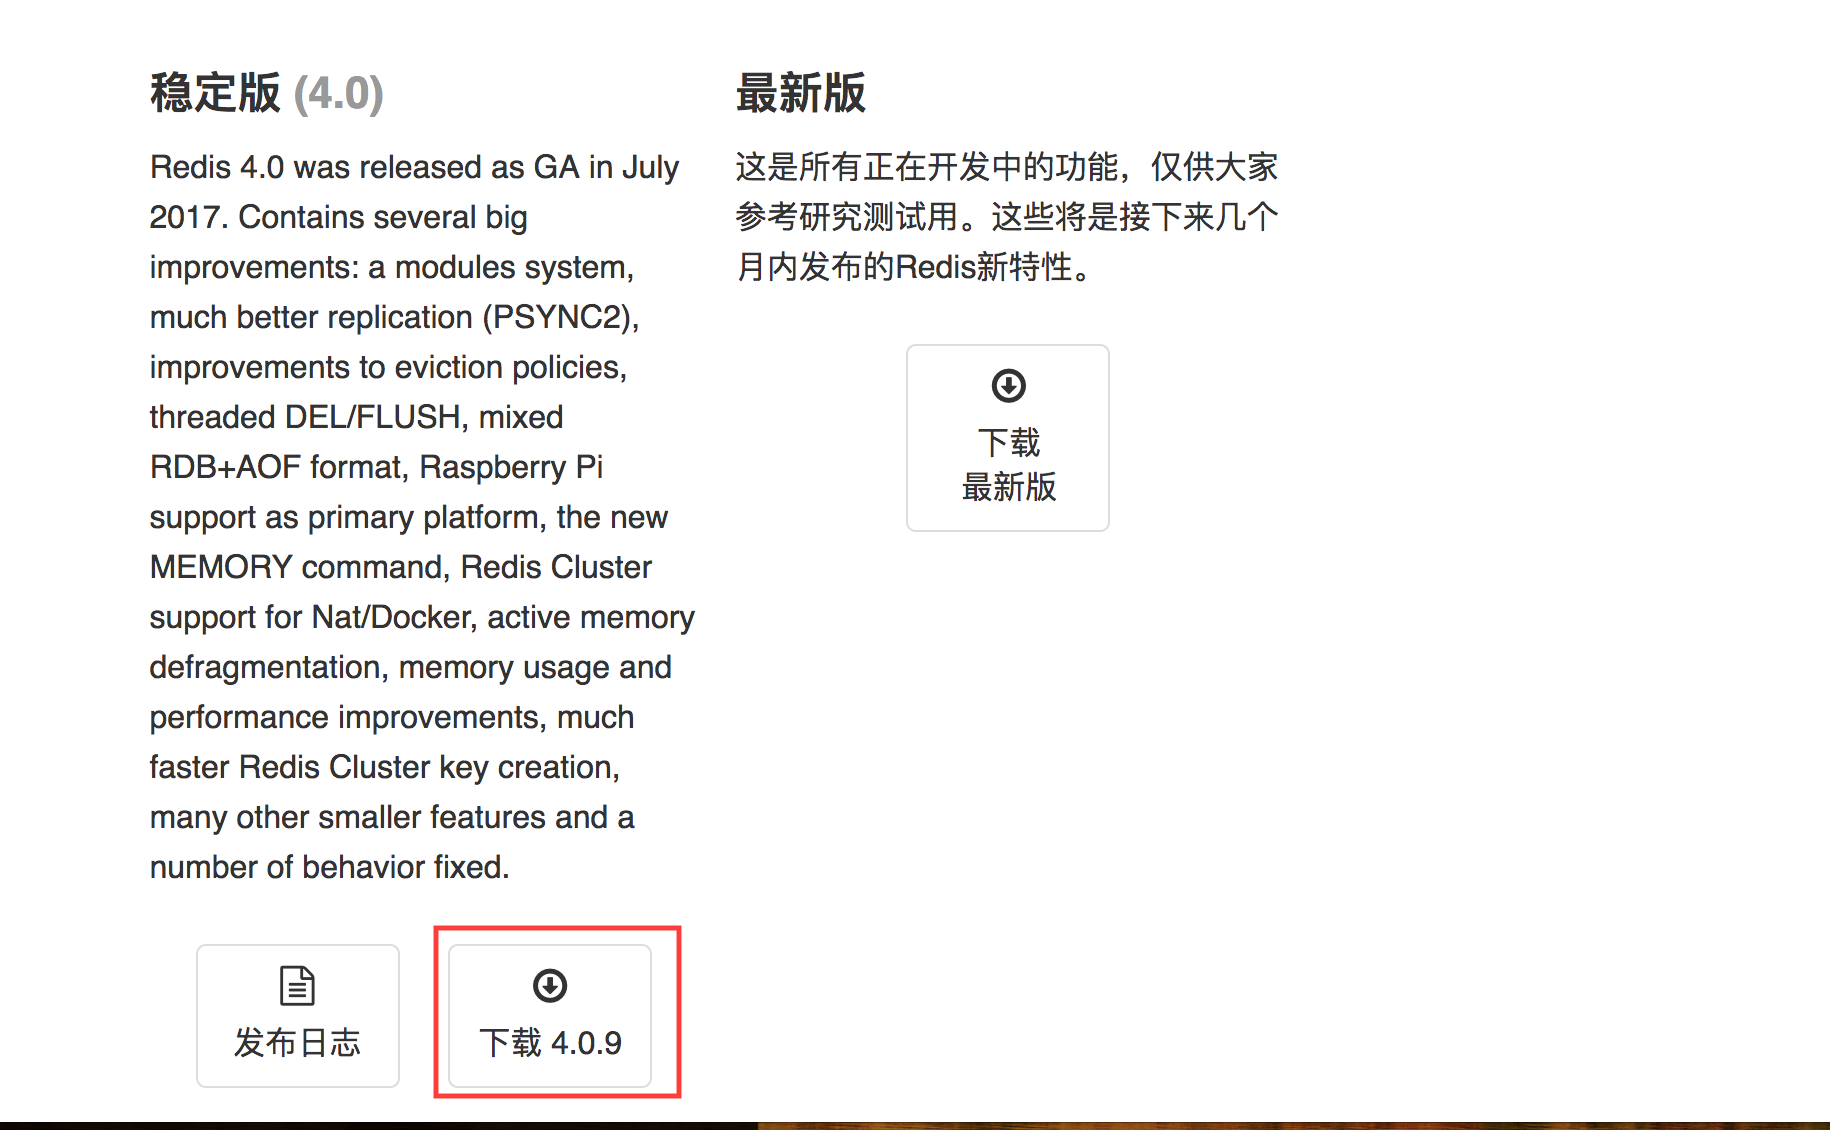 稳定版 (4.0)
Redis 4.0 was released as GA in July
2017. Contains several big
improvements: a modules system,
much better replication (PSYNC2),
improvements to eviction policies,
threaded DEL/FLUSH, mixed
RDB+AOF format, Raspberry Pi
support as primary platform, the new
MEMORY command, Redis Cluster
support for Nat/Docker, active memory
defragmentation, memory usage and
performance improvements, much
faster Redis Cluster key creation,
many other smaller features and a
number of behavior fixed.
发布日志
下载 4.0.9
最新版
这是所有正在开发中的功能，仅供大家
参考研究测试用。这些将是接下来几个
月内发布的Redis新特性。
下载
最新版